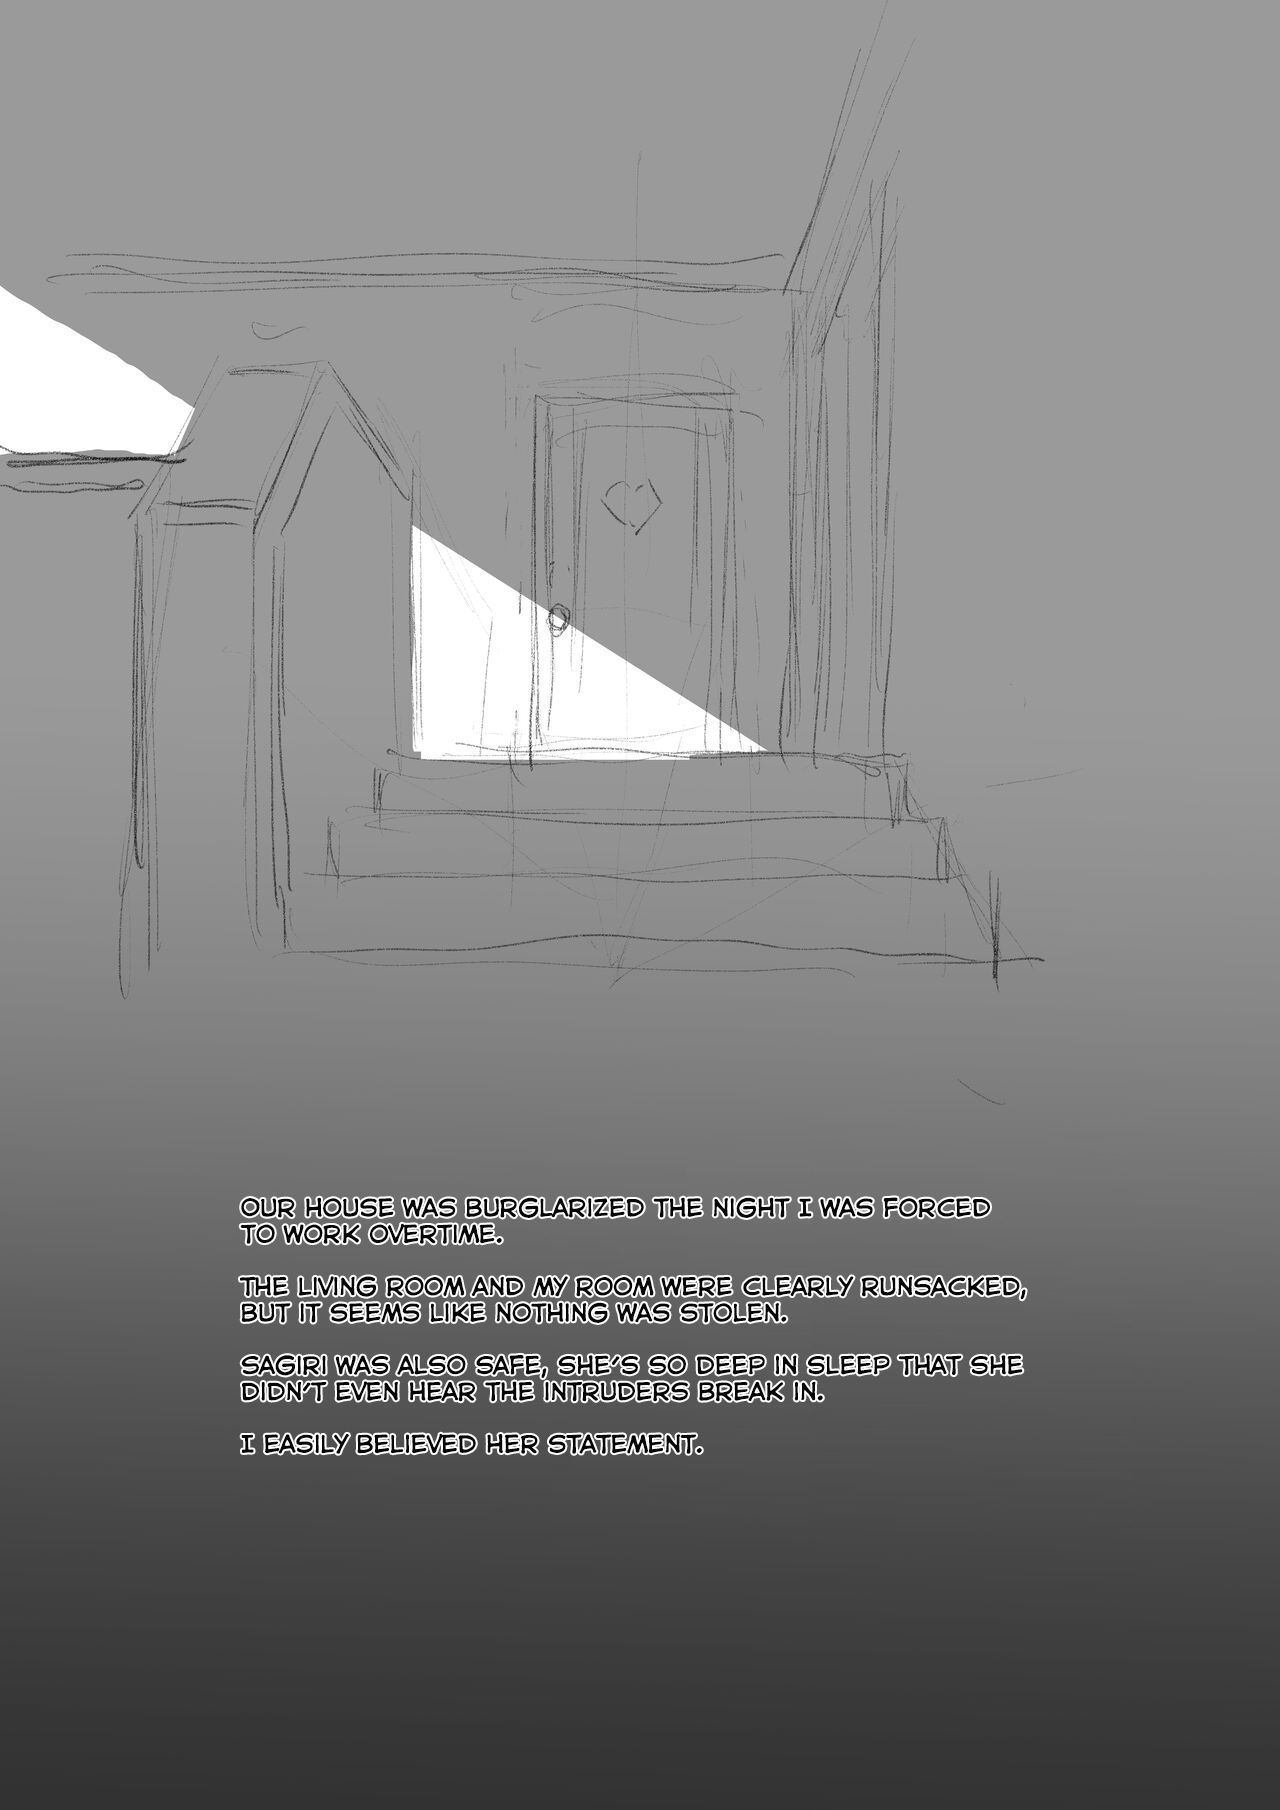 OUR HOUSE WAS BURGLARIZED THE NIGHT I WAS FORCED
TO WORK OVERTIME.
THE LIVING ROOM AND MY ROOM WERE CLEARLY RUNSACKED,
BUT IT SEEMS LIKE NOTHING WAS STOLEN.
SAGIRI WAS ALSO SAFE, SHE'S SO DEEP IN SLEEP THAT SHE
DIDN'T EVEN HEAR THE INTRUDERS BREAK IN.
I EASILY BELIEVED HER STATEMENT.